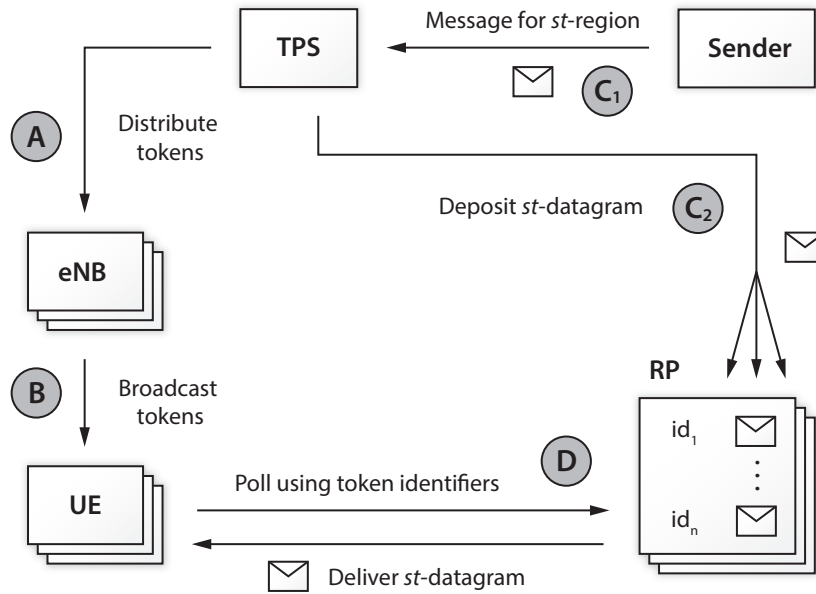 Message for st-region
TPS
Sender
C₁
A
Distribute
tokens
Deposit st-datagram
C₂
eNB
RP
B
Broadcast
tokens
id₁
D
Poll using token identifiers
UE
idₙ
Deliver st-datagram